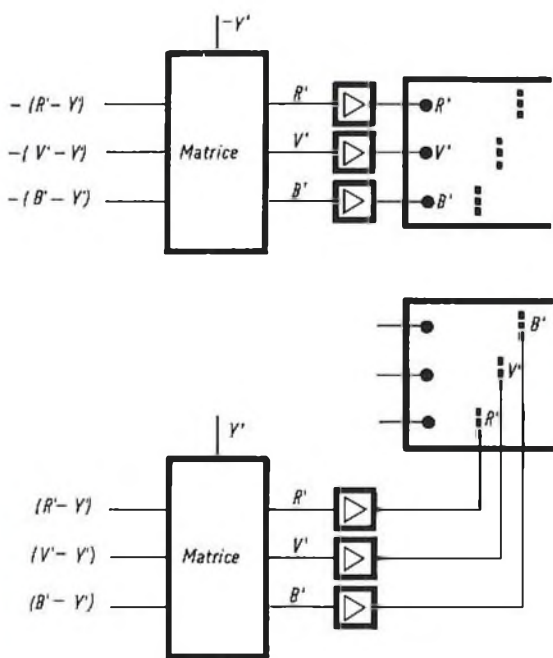 -Y'
-(R'-Y') R' R'
-(V'-Y') Matrice V' V'
-(B'-Y') B' B'
B'
V'
R'
Y'
(R'-Y') R'
(V'-Y') Matrice V'
(B'-Y') B'